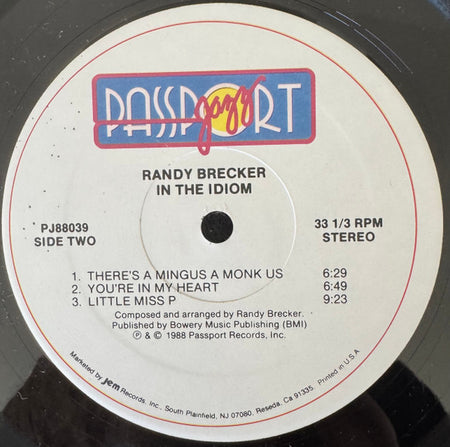 PASSPORT
jazz
RANDY BRECKER
IN THE IDIOM
PJ88039
SIDE TWO
33 1/3 RPM
STEREO
1. THERE'S A MINGUS A MONK US 6:29
2. YOU'RE IN MY HEART 6:49
3. LITTLE MISS P 9:23
Composed and arranged by Randy Brecker.
Published by Bowery Music Publishing (BMI)
℗ & © 1988 Passport Records, Inc.
Marketed by jem Records, Inc., South Plainfield, NJ 07080, Reseda, Ca 91335. Printed in U.S.A